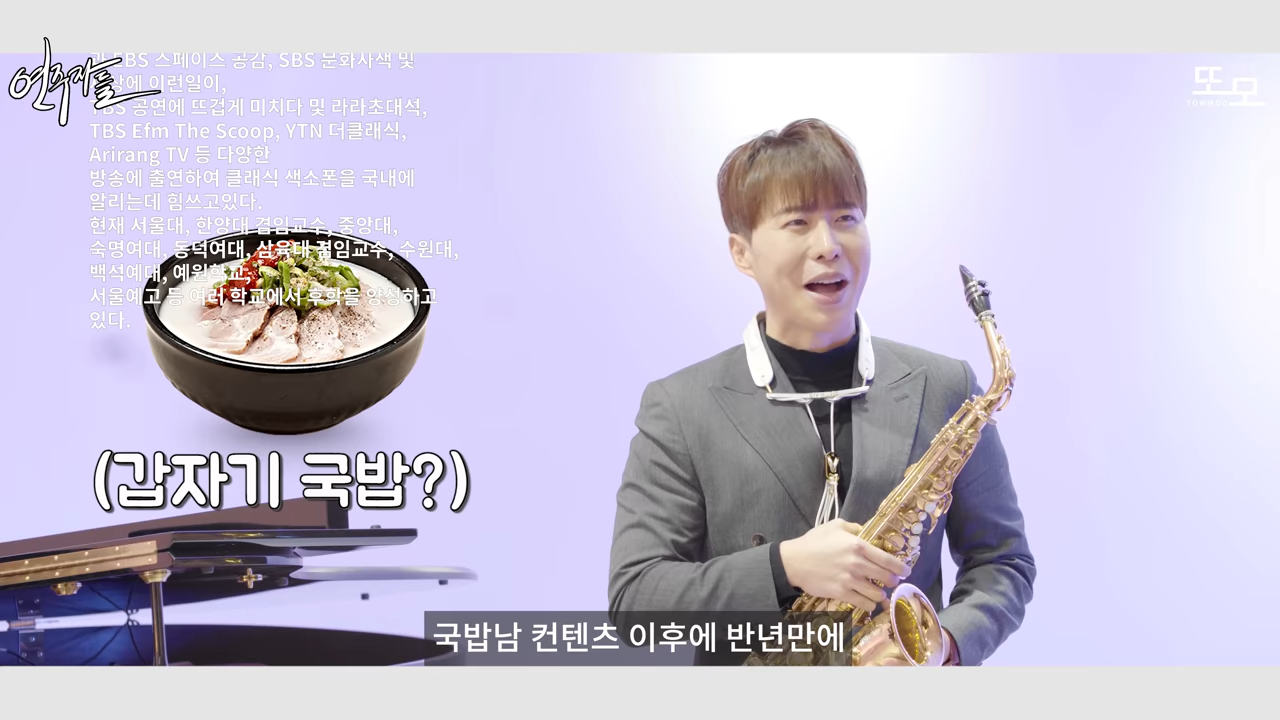 연주자들
EBS 스페이스 공감, SBS 문화사색 및
이런일이,
TBS 공연에 뜨겁게 미치다 및 라라초대석,
TBS Efm The Scoop, YTN 더클래식,
Arirang TV 등 다양한
방송에 출연하여 클래식 색소폰을 국내에
알리는데 힘쓰고있다.
현재 서울대, 한양대 겸임교수, 중앙대,
숙명여대, 동덕여대, 삼육대 겸임교수, 수원대,
백석예대, 예원학교,
서울예고 등 여러 학교에서 후학을 양성하고
있다.
또모
TOWMOO
(갑자기 국밥?)
국밥남 컨텐츠 이후에 반년만에